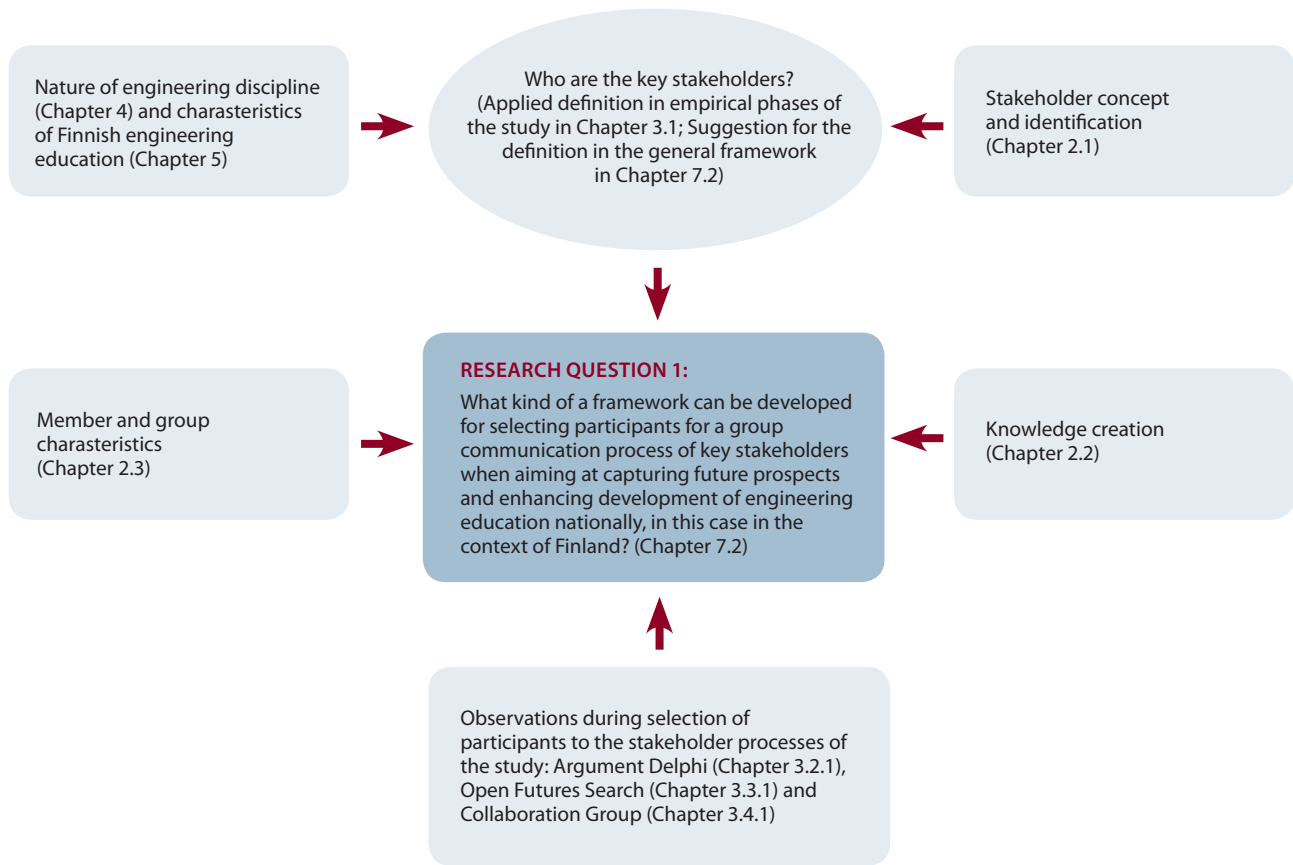 Nature of engineering discipline
(Chapter 4) and charasteristics
of Finnish engineering
education (Chapter 5)
Who are the key stakeholders?
(Applied definition in empirical phases of
the study in Chapter 3.1; Suggestion for the
definition in the general framework
in Chapter 7.2)
Stakeholder concept
and identification
(Chapter 2.1)
Member and group
charasteristics
(Chapter 2.3)
RESEARCH QUESTION 1:
What kind of a framework can be developed
for selecting participants for a group
communication process of key stakeholders
when aiming at capturing future prospects
and enhancing development of engineering
education nationally, in this case in the
context of Finland? (Chapter 7.2)
Knowledge creation
(Chapter 2.2)
Observations during selection of
participants to the stakeholder processes of
the study: Argument Delphi (Chapter 3.2.1),
Open Futures Search (Chapter 3.3.1) and
Collaboration Group (Chapter 3.4.1)